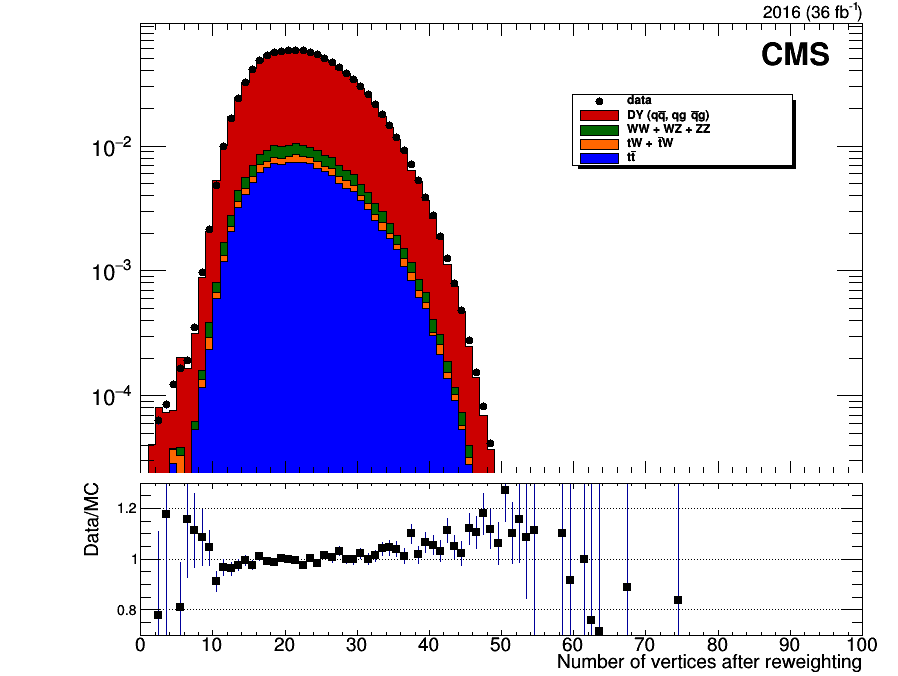 2016 (36 fb⁻¹)
CMS
data
DY (qq̄, qg q̄g)
WW + WZ + ZZ
tW + t̄W
tt̄
10⁻²
10⁻³
10⁻⁴
Data/MC
1.2
1
0.8
0 10 20 30 40 50 60 70 80 90 100
Number of vertices after reweighting